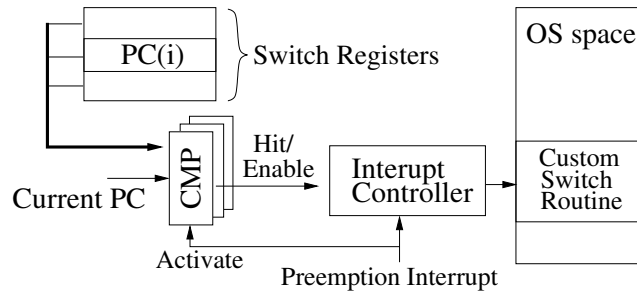 OS space
PC(i)
Switch Registers
Hit/
Enable
CMP
Current PC
Interupt
Controller
Custom
Switch
Routine
Activate
Preemption Interrupt